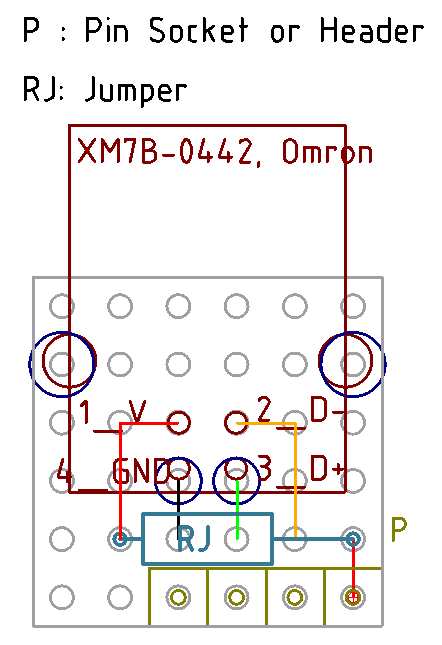 P : Pin Socket or Header
RJ: Jumper
XM7B-0442, Omron
1_V 2_D-
4_GND 3_D+
RJ
P